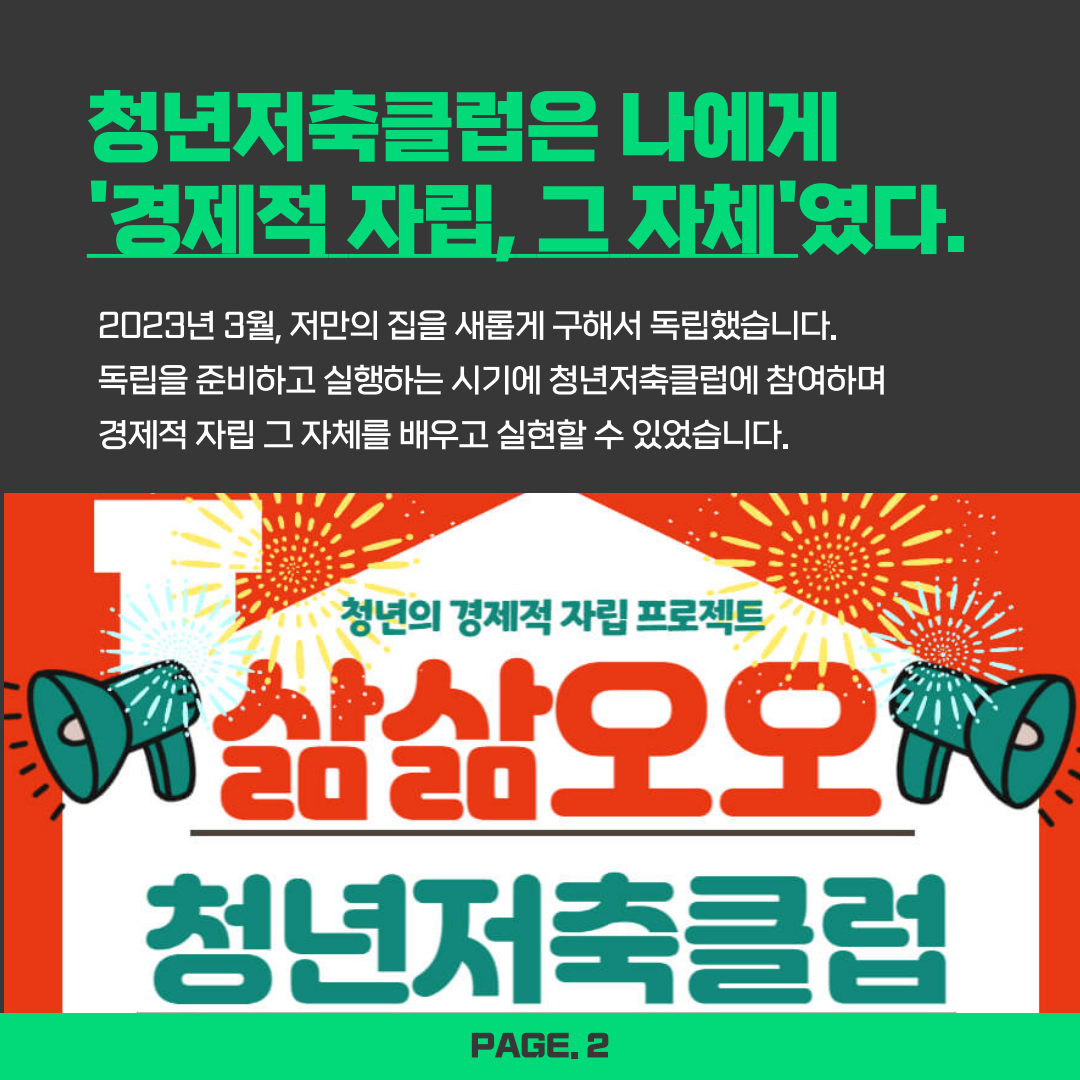 청년저축클럽은 나에게
'경제적 자립, 그 자체'였다.
2023년 3월, 저만의 집을 새롭게 구해서 독립했습니다.
독립을 준비하고 실행하는 시기에 청년저축클럽에 참여하며
경제적 자립 그 자체를 배우고 실현할 수 있었습니다.
청년의 경제적 자립 프로젝트
삶삶오오
청년저축클럽
PAGE. 2